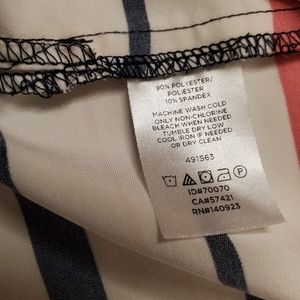 90% POLYESTER/
POLIESTER
10% SPANDEX
MACHINE WASH COLD
ONLY NON-CHLORINE
BLEACH WHEN NEEDED
TUMBLE DRY LOW
COOL IRON IF NEEDED
OR DRY CLEAN
491563
ID#70070
CA#57421
RN#140923